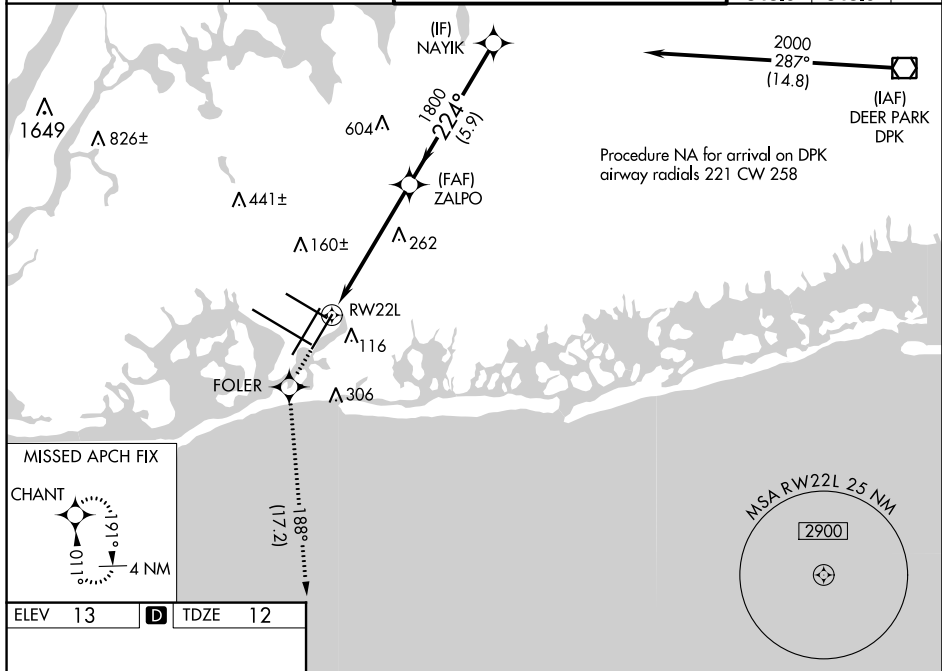 (IF)
NAYIK
2000
287°
(14.8)
(IAF)
DEER PARK
DPK
1649
826±
604
1800
224°
(5.9)
Procedure NA for arrival on DPK
airway radials 221 CW 258
(FAF)
ZALPO
441±
160±
262
RW22L
116
FOLER
306
MISSED APCH FIX
CHANT
191°
011°
4 NM
188°
(17.2)
MSA RW22L 25 NM
2900
ELEV 13 D TDZE 12